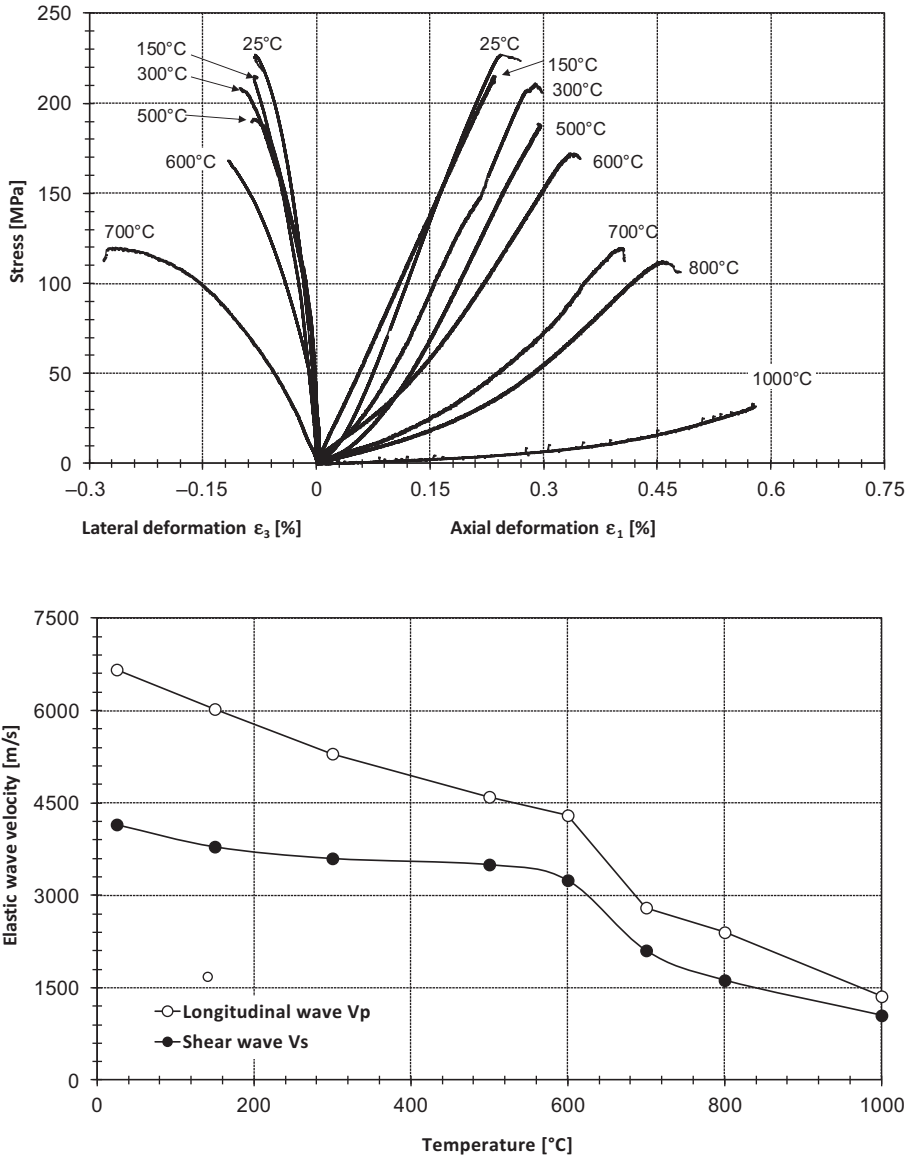 250
200
150
100
50
0
Stress [MPa]
150°C
25°C
300°C
500°C
600°C
700°C
25°C
150°C
300°C
500°C
600°C
700°C
800°C
1000°C
–0.3 –0.15 0 0.15 0.3 0.45 0.6 0.75
Lateral deformation ε3 [%] Axial deformation ε1 [%]
7500
6000
4500
3000
1500
0
Elastic wave velocity [m/s]
Longitudinal wave Vp
Shear wave Vs
0 200 400 600 800 1000
Temperature [°C]